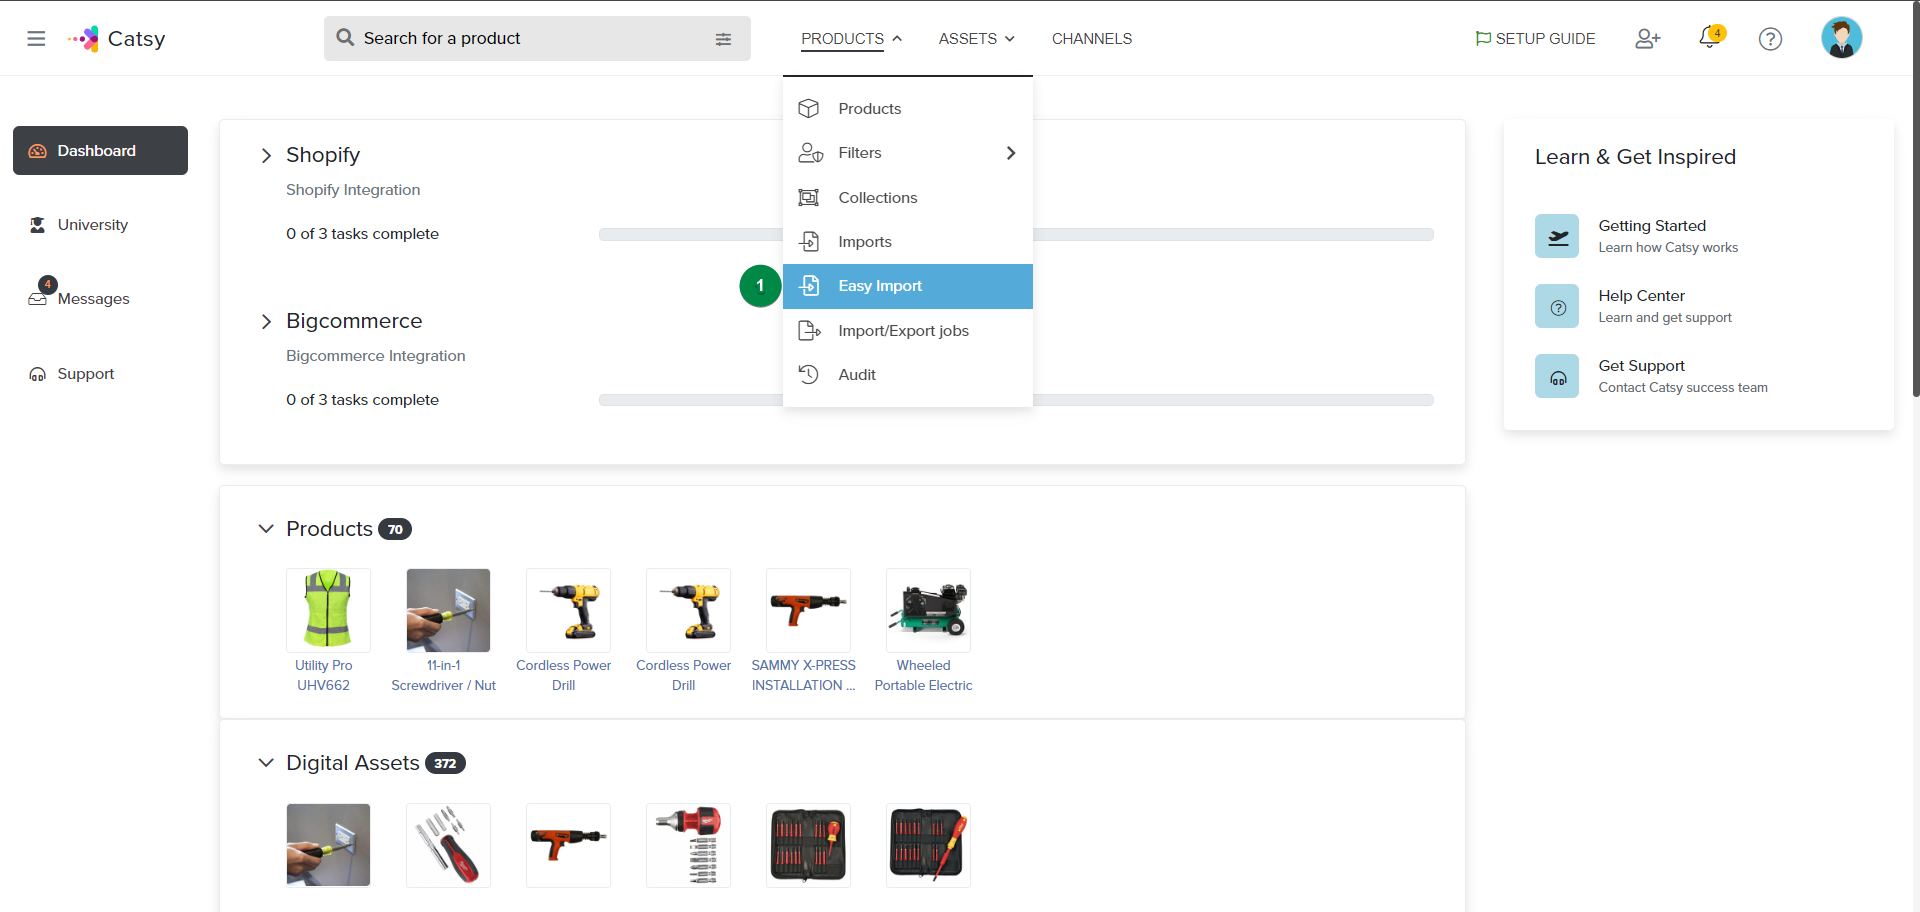 Catsy
Search for a product
PRODUCTS
ASSETS
CHANNELS
SETUP GUIDE
4
Dashboard
University
4
Messages
Support
Shopify
Shopify Integration
0 of 3 tasks complete
Bigcommerce
Bigcommerce Integration
0 of 3 tasks complete
Products
Filters
Collections
Imports
1
Easy Import
Import/Export jobs
Audit
Learn & Get Inspired
Getting Started
Learn how Catsy works
Help Center
Learn and get support
Get Support
Contact Catsy success team
Products 70
Utility Pro
UHV662
11-in-1
Screwdriver / Nut
Cordless Power
Drill
Cordless Power
Drill
SAMMY X-PRESS
INSTALLATION ...
Wheeled
Portable Electric
Digital Assets 372